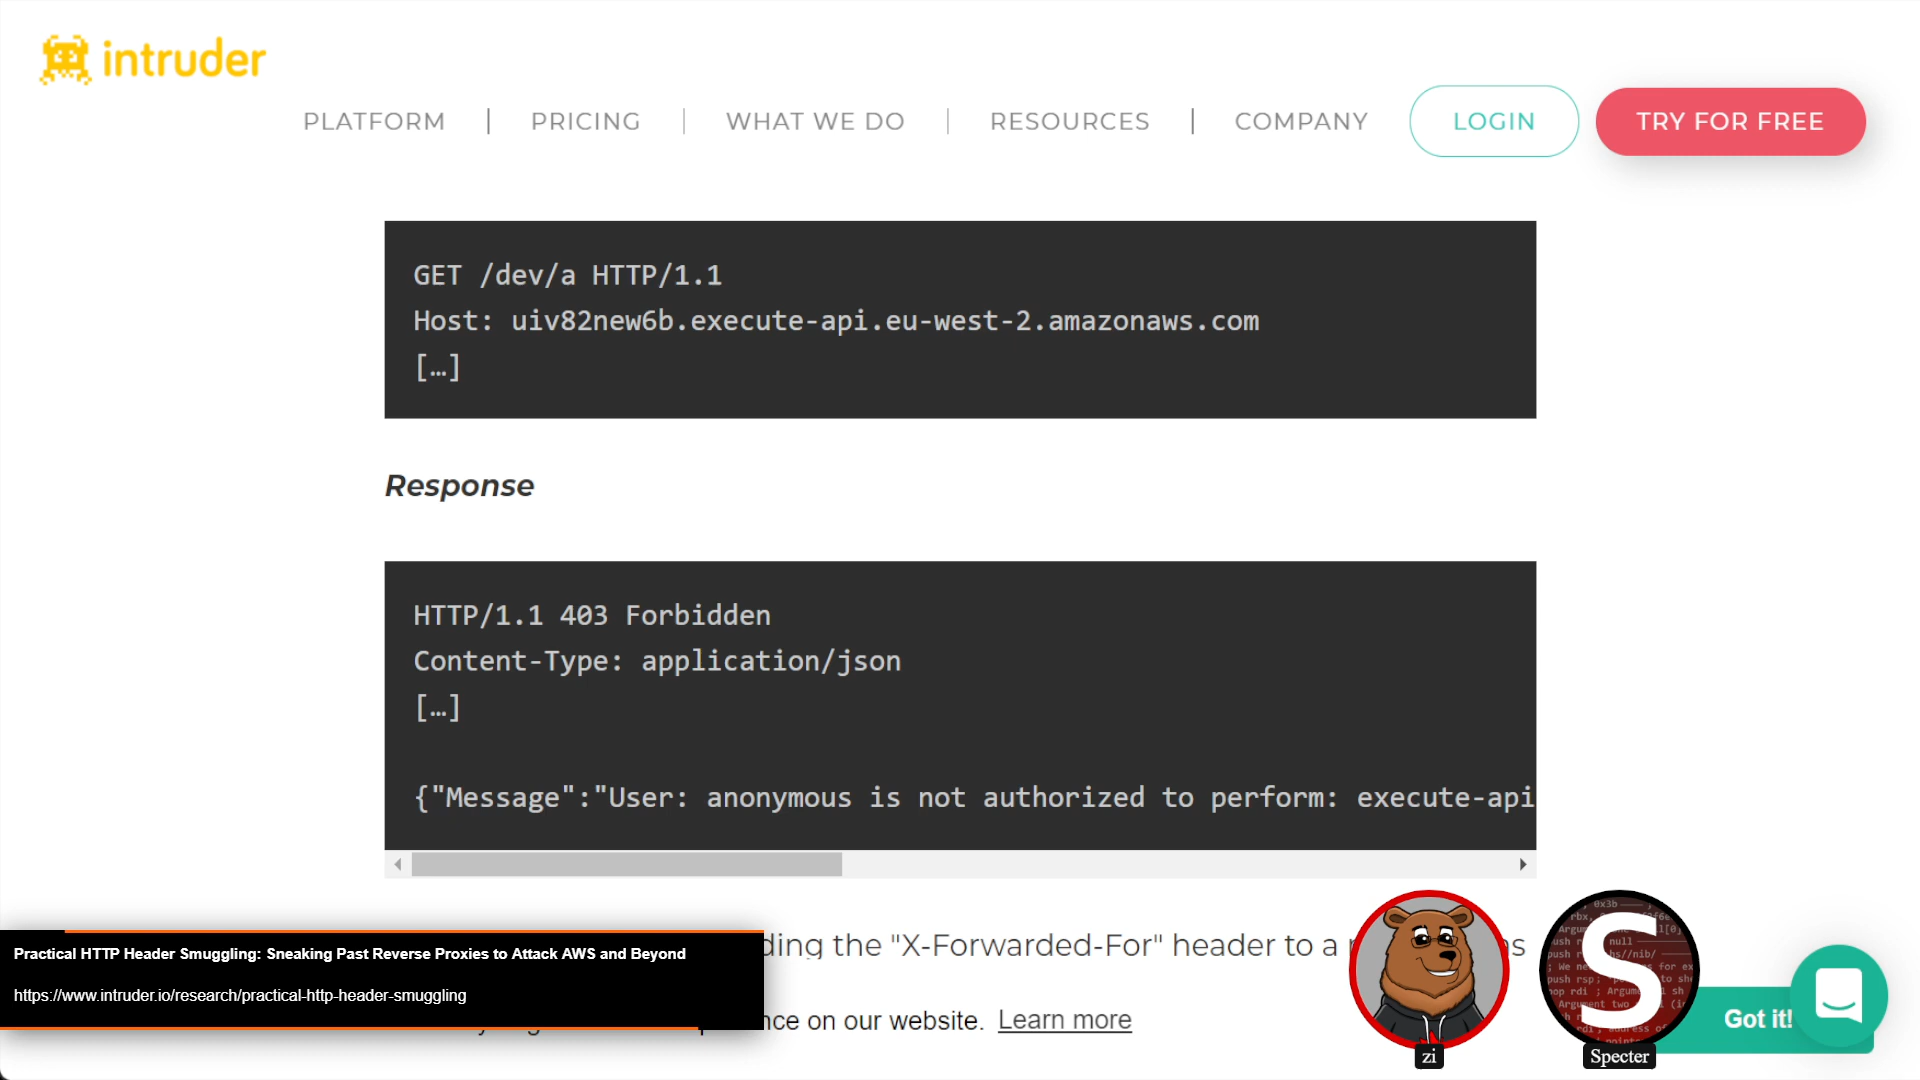 intruder
PLATFORM | PRICING | WHAT WE DO | RESOURCES | COMPANY LOGIN TRY FOR FREE
GET /dev/a HTTP/1.1
Host: uiv82new6b.execute-api.eu-west-2.amazonaws.com
[…]
Response
HTTP/1.1 403 Forbidden
Content-Type: application/json
[…]
{"Message":"User: anonymous is not authorized to perform: execute-api
ding the "X-Forwarded-For" header to a
Practical HTTP Header Smuggling: Sneaking Past Reverse Proxies to Attack AWS and Beyond
https://www.intruder.io/research/practical-http-header-smuggling
nce on our website. Learn more
Got it!
S
zi
Specter